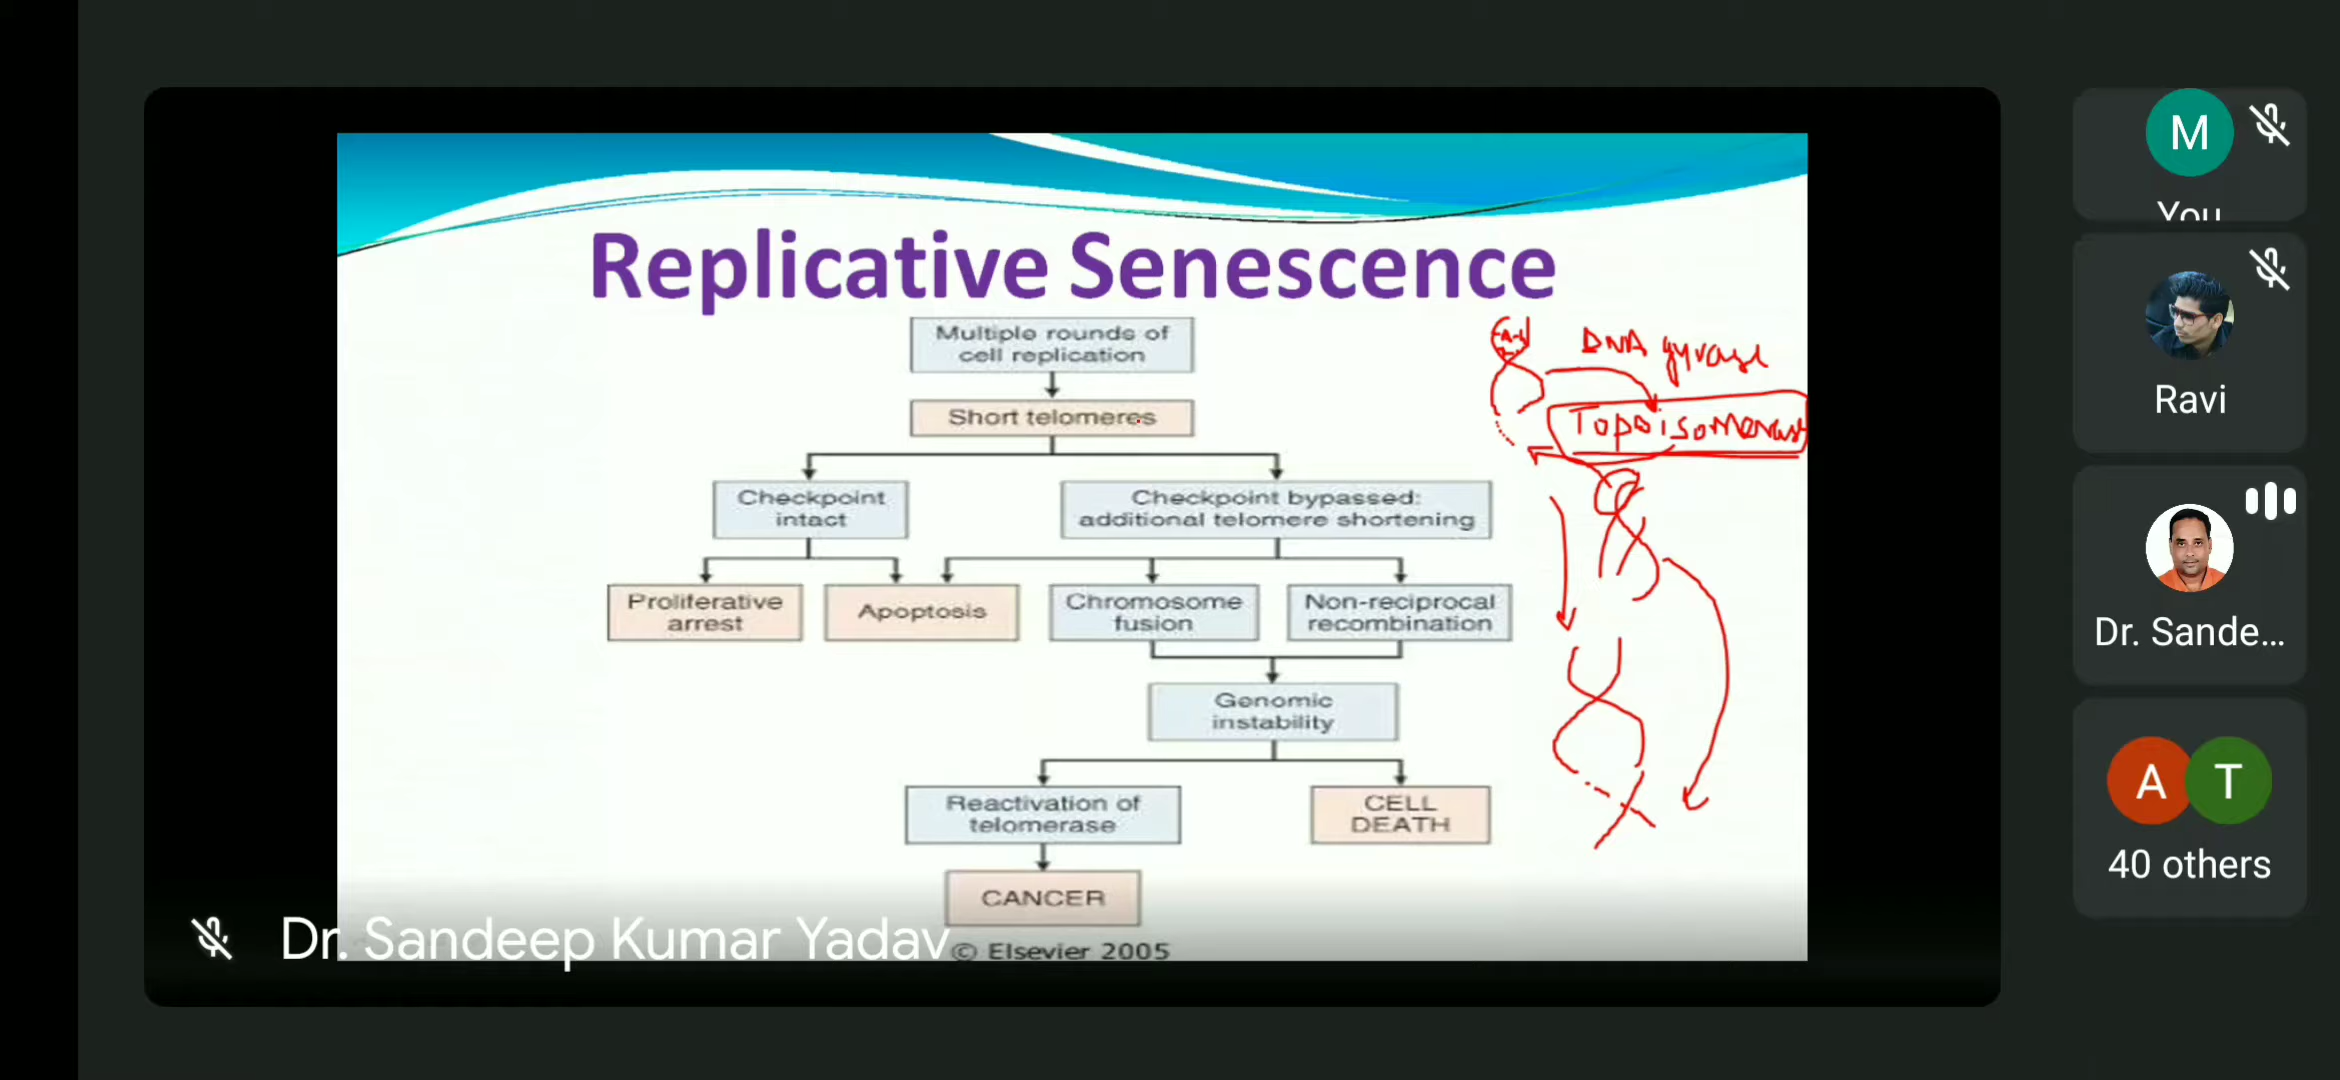 Replicative Senescence
Multiple rounds of
cell replication
Short telomeres
Checkpoint
intact
Checkpoint bypassed:
additional telomere shortening
Proliferative
arrest
Apoptosis
Chromosome
fusion
Non-reciprocal
recombination
Genomic
instability
Reactivation of
telomerase
CELL
DEATH
CANCER
© Elsevier 2005
DNA gyrase
Topoisomerase
Dr. Sandeep Kumar Yadav
M
You
Ravi
Dr. Sande...
A T
40 others